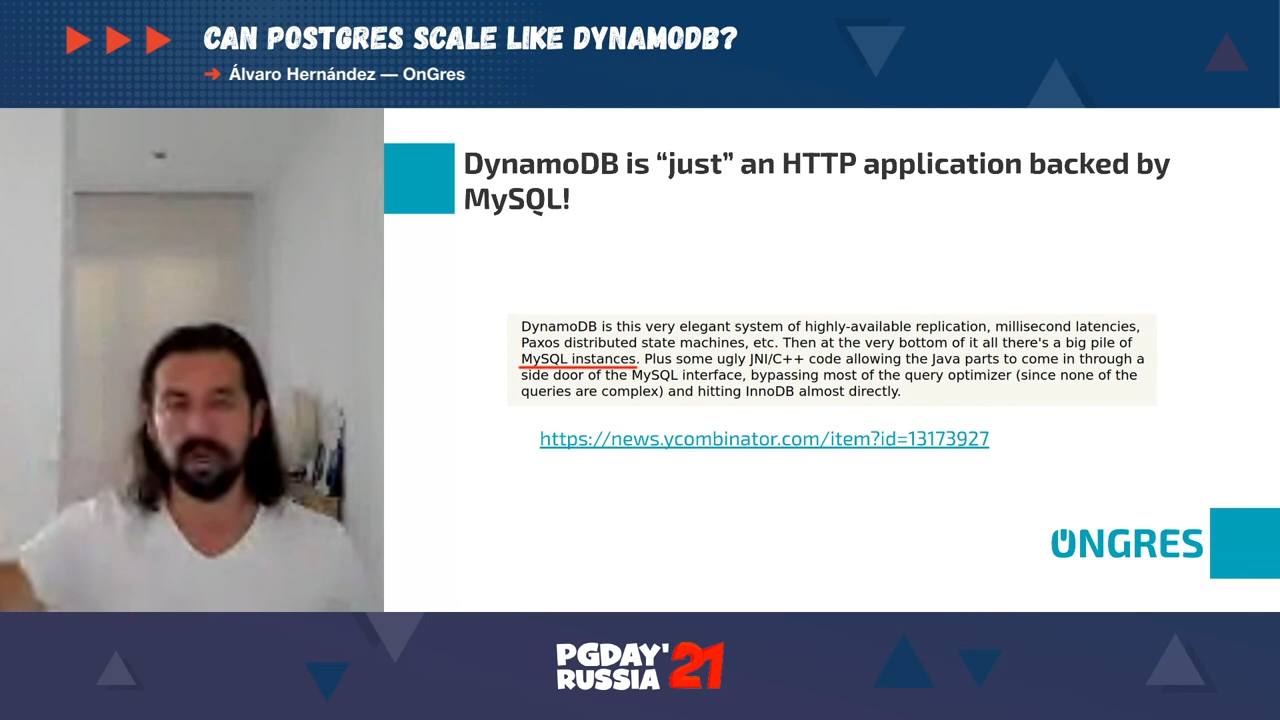 CAN POSTGRES SCALE LIKE DYNAMODB?
Álvaro Hernández — OnGres
DynamoDB is “just” an HTTP application backed by
MySQL!
DynamoDB is this very elegant system of highly-available replication, millisecond latencies,
Paxos distributed state machines, etc. Then at the very bottom of it all there's a big pile of
MySQL instances. Plus some ugly JNI/C++ code allowing the Java parts to come in through a
side door of the MySQL interface, bypassing most of the query optimizer (since none of the
queries are complex) and hitting InnoDB almost directly.
https://news.ycombinator.com/item?id=13173927
ONGRES
PGDAY'21
RUSSIA